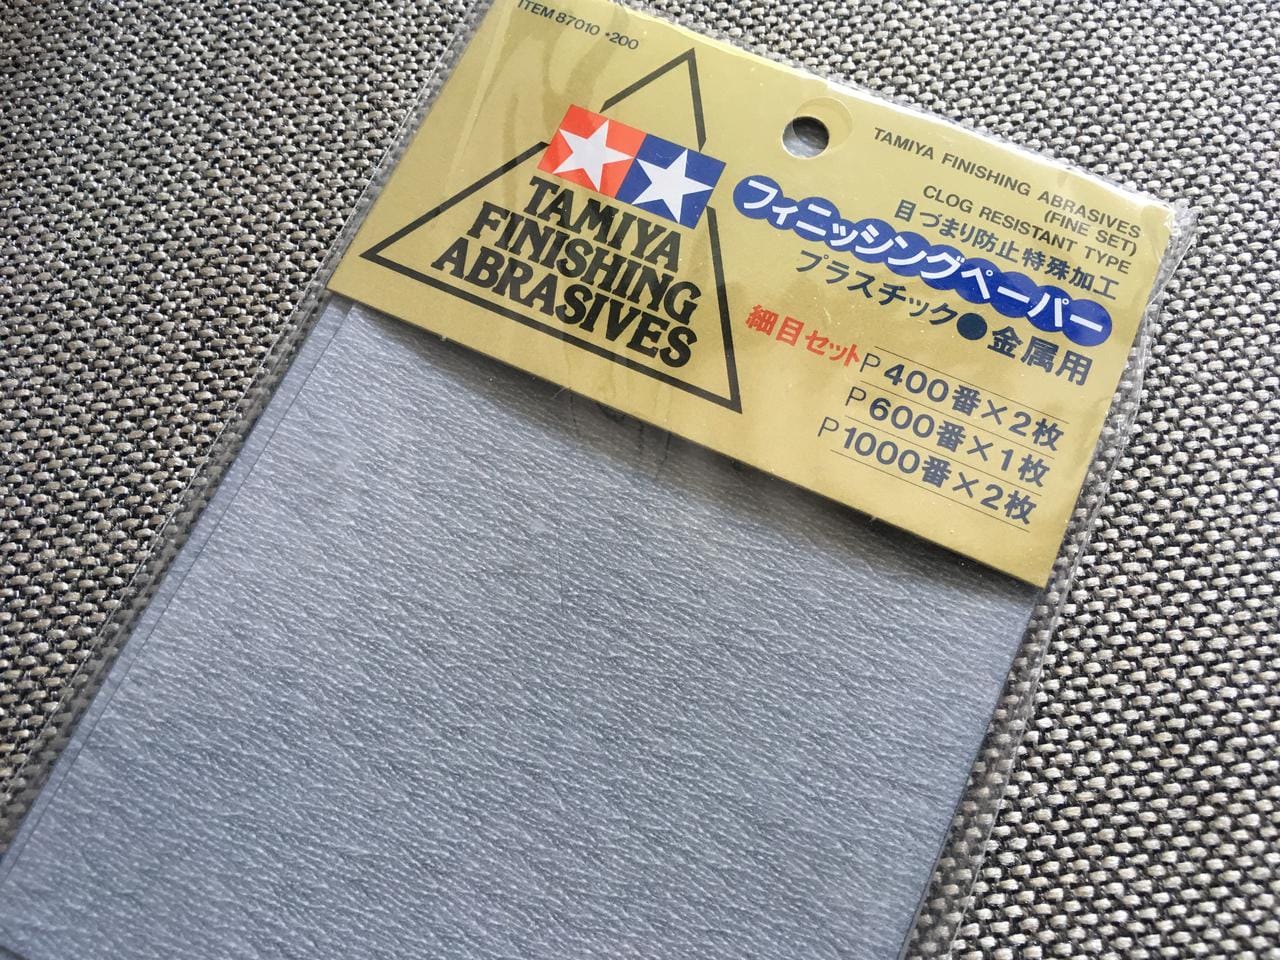 ITEM 87010 •200
TAMIYA
FINISHING
ABRASIVES
TAMIYA FINISHING ABRASIVES
(FINE SET)
CLOG RESISTANT TYPE
目づまり防止特殊加工
フィニッシングペーパー
プラスチック●金属用
細目セット
P400番×2枚
P600番×1枚
P1000番×2枚